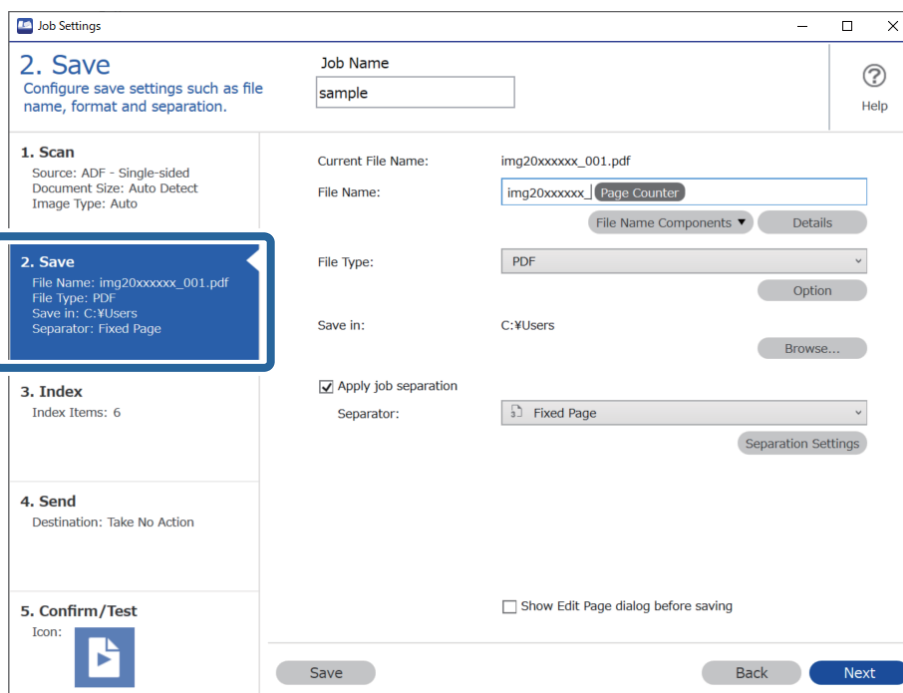 Job Settings
2. Save
Configure save settings such as file
name, format and separation.
Job Name
sample
Help
1. Scan
Source: ADF - Single-sided
Document Size: Auto Detect
Image Type: Auto
2. Save
File Name: img20xxxxxx_001.pdf
File Type: PDF
Save in: C:¥Users
Separator: Fixed Page
3. Index
Index Items: 6
4. Send
Destination: Take No Action
5. Confirm/Test
Icon:
Current File Name: img20xxxxxx_001.pdf
File Name: img20xxxxxx_ Page Counter
File Name Components Details
File Type: PDF
Option
Save in: C:¥Users
Browse...
Apply job separation
Separator: Fixed Page
Separation Settings
Show Edit Page dialog before saving
Save Back Next